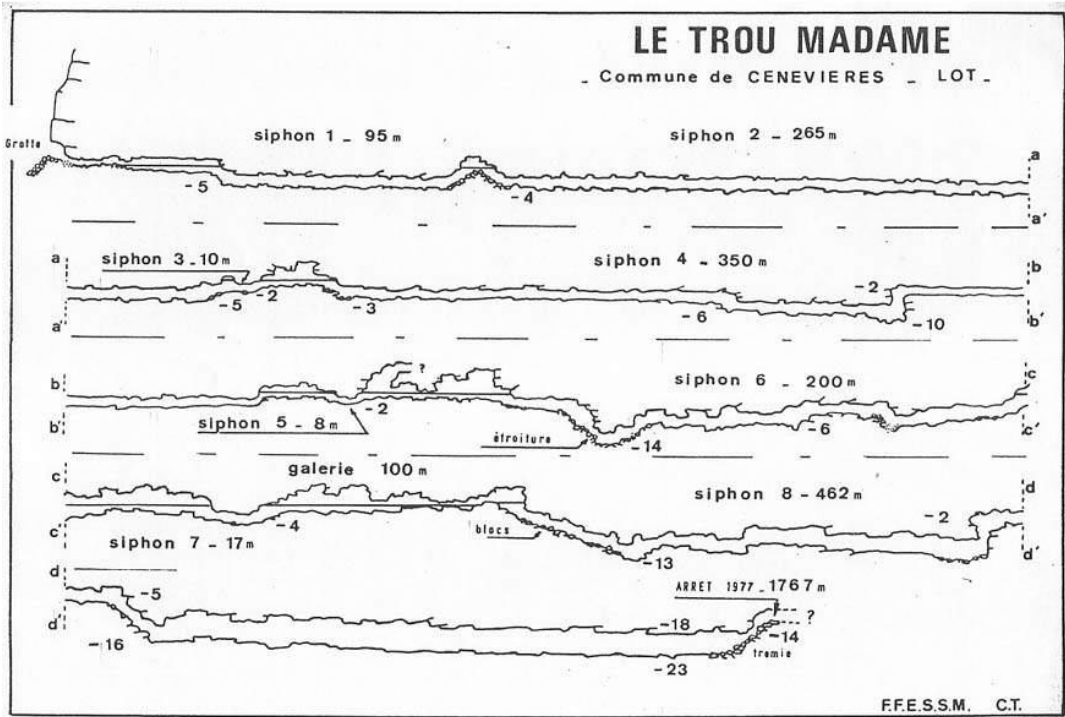 LE TROU MADAME
- Commune de CENEVIERES - LOT -
Grotte
siphon 1 - 95 m
siphon 2 - 265 m
a
-5
-4
a'
a
siphon 3 - 10 m
siphon 4 - 350 m
b
-2
-5
-2
-3
-6
-10
a'
b'
b
?
siphon 6 - 200 m
c
-2
b'
siphon 5 - 8 m
étroiture
-14
-6
c'
c
galerie 100 m
siphon 8 - 462 m
d
-4
-2
c'
siphon 7 - 17 m
blocs
-13
d'
d
-5
ARRET 1977 - 1767 m
d'
-18
?
-16
-14
-23
tremie
F.F.E.S.S.M. C.T.